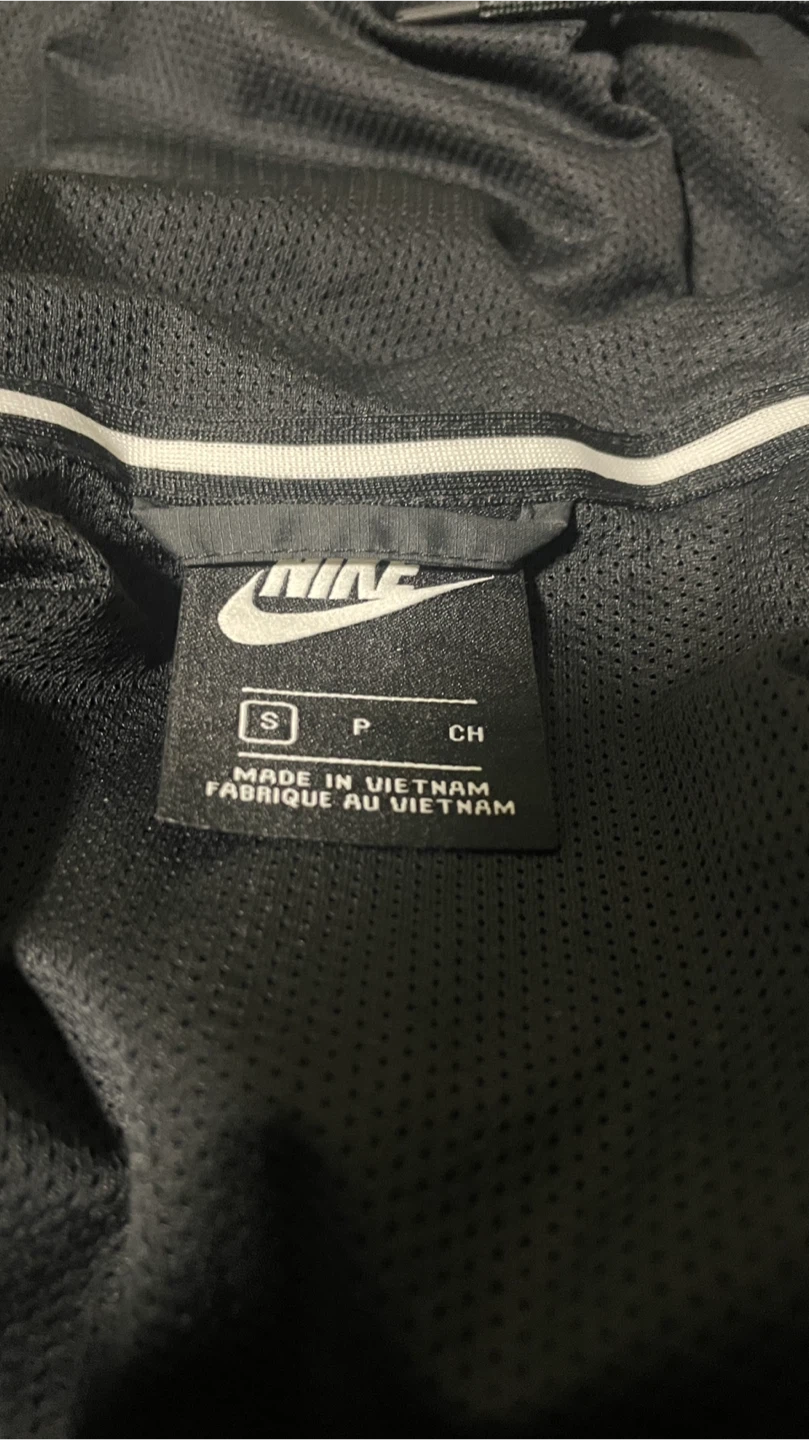 NIKE
S P CH
MADE IN VIETNAM
FABRIQUE AU VIETNAM